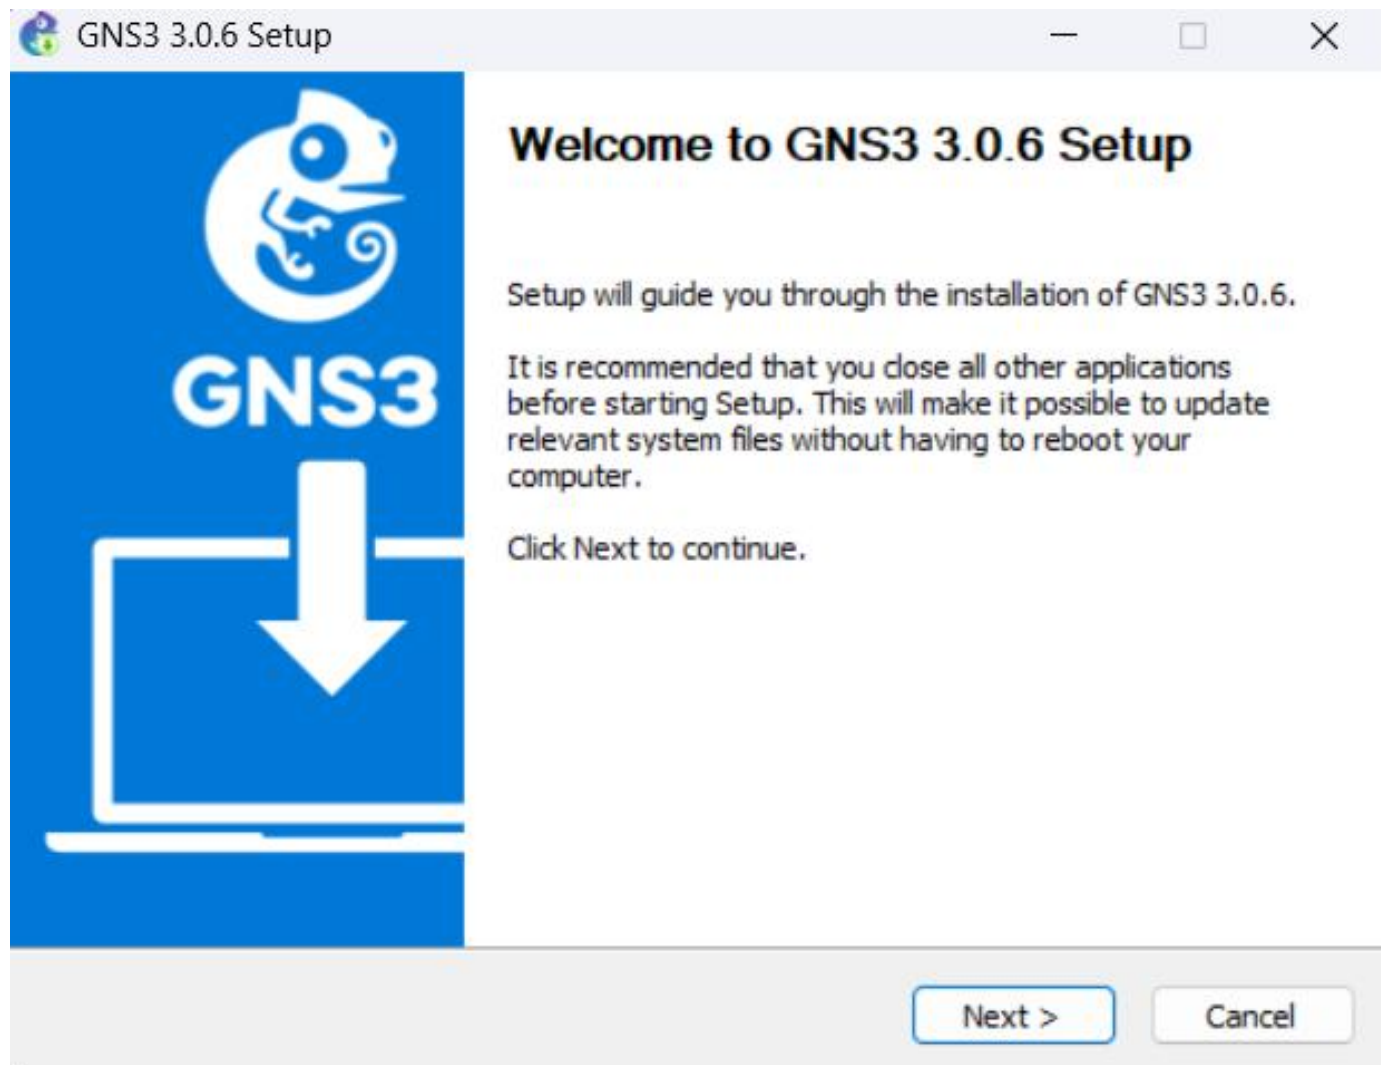 GNS3 3.0.6 Setup
GNS3
Welcome to GNS3 3.0.6 Setup
Setup will guide you through the installation of GNS3 3.0.6.
It is recommended that you close all other applications
before starting Setup. This will make it possible to update
relevant system files without having to reboot your
computer.
Click Next to continue.
Next >
Cancel